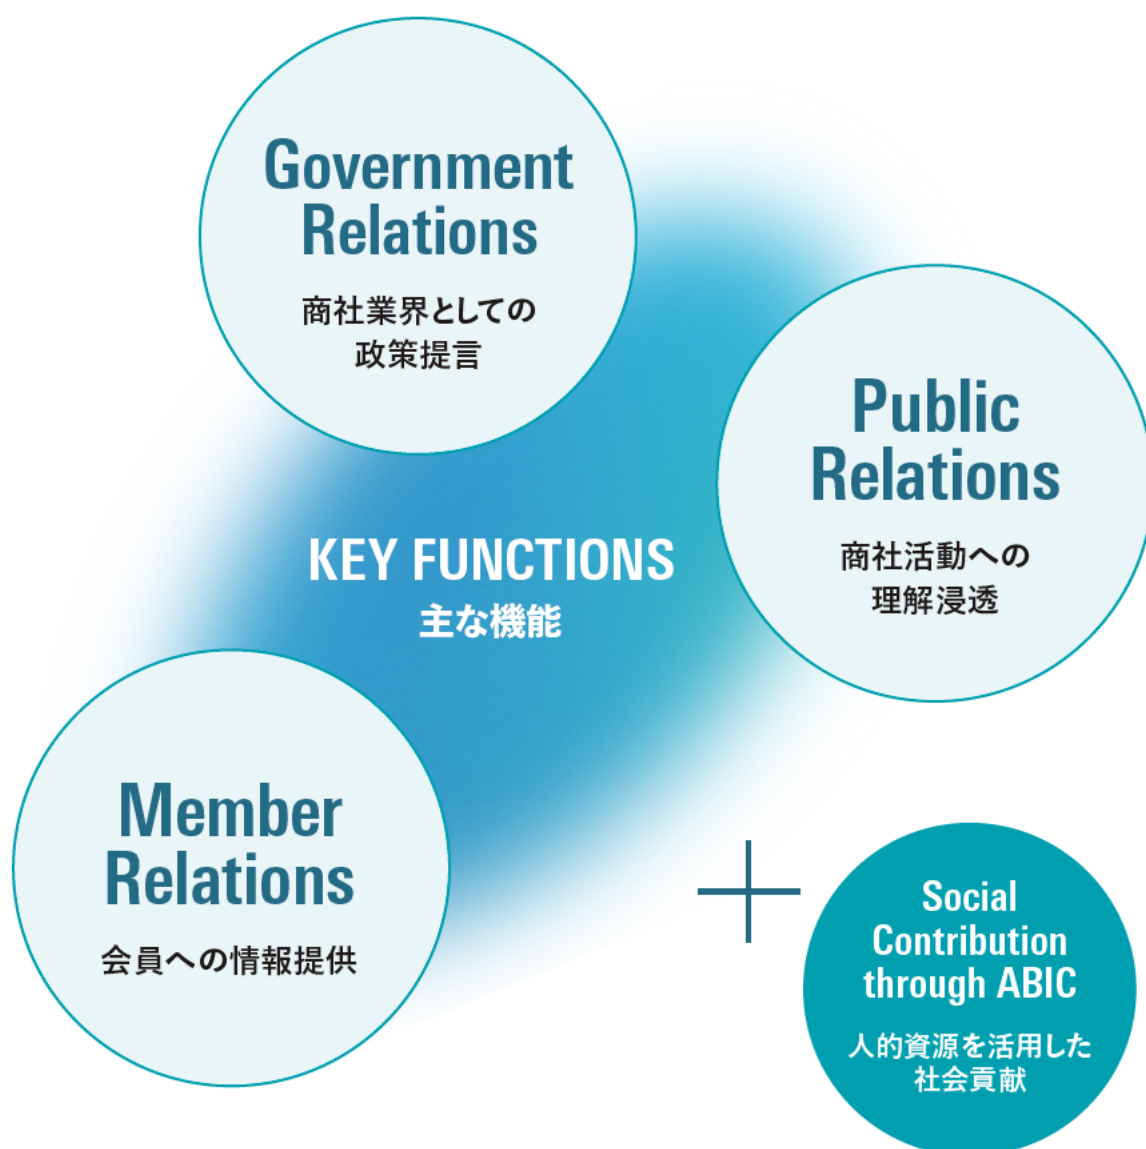 Government
Relations
商社業界としての
政策提言
Public
Relations
商社活動への
理解浸透
KEY FUNCTIONS
主な機能
Member
Relations
会員への情報提供
Social
Contribution
through ABIC
人的資源を活用した
社会貢献